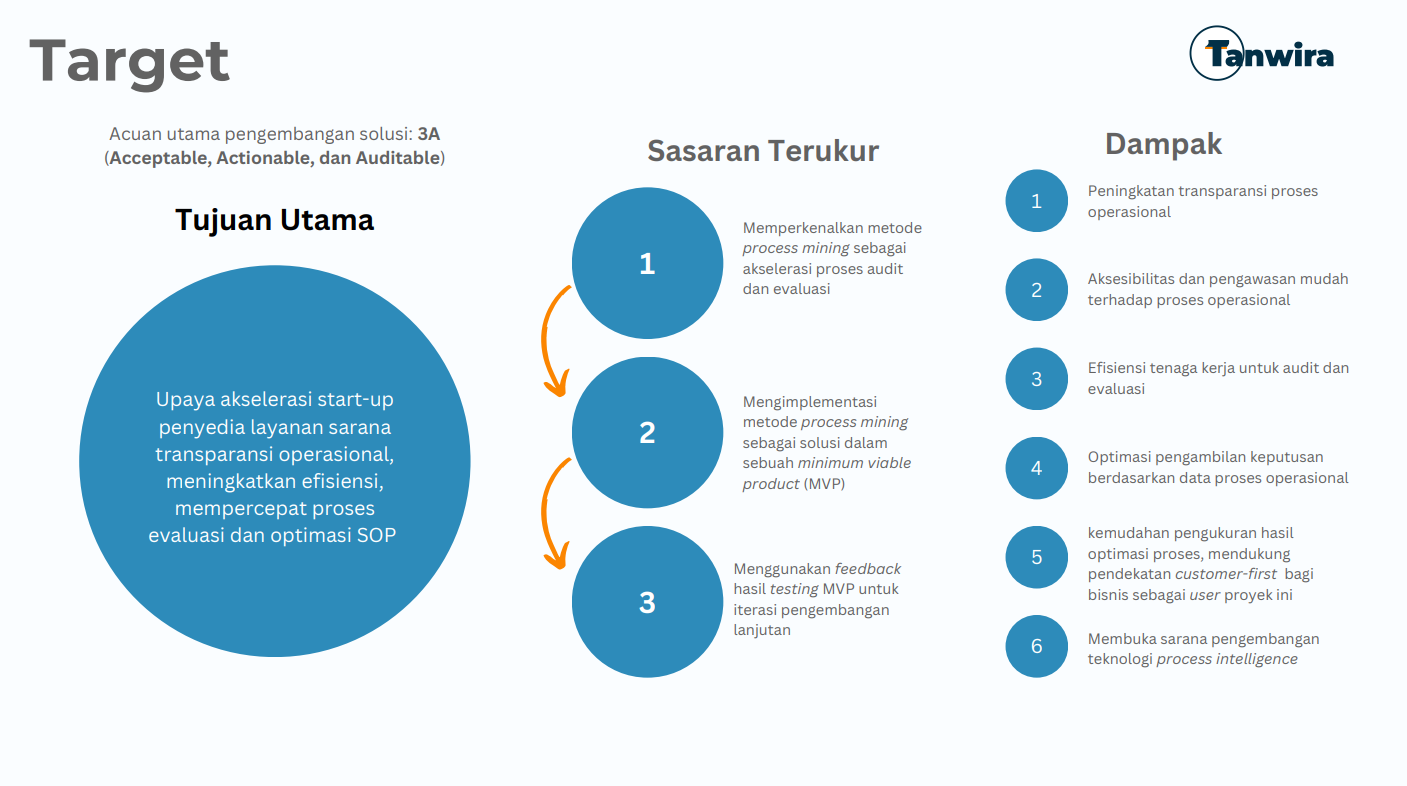 Target
Tanwira
Acuan utama pengembangan solusi: 3A
(Acceptable, Actionable, dan Auditable)
Tujuan Utama
Upaya akselerasi start-up
penyedia layanan sarana
transparansi operasional,
meningkatkan efisiensi,
mempercepat proses
evaluasi dan optimasi SOP
Sasaran Terukur
1
Memperkenalkan metode
process mining sebagai
akselerasi proses audit
dan evaluasi
2
Mengimplementasi
metode process mining
sebagai solusi dalam
sebuah minimum viable
product (MVP)
3
Menggunakan feedback
hasil testing MVP untuk
iterasi pengembangan
lanjutan
Dampak
1
Peningkatan transparansi proses
operasional
2
Aksesibilitas dan pengawasan mudah
terhadap proses operasional
3
Efisiensi tenaga kerja untuk audit dan
evaluasi
4
Optimasi pengambilan keputusan
berdasarkan data proses operasional
5
kemudahan pengukuran hasil
optimasi proses, mendukung
pendekatan customer-first bagi
bisnis sebagai user proyek ini
6
Membuka sarana pengembangan
teknologi process intelligence